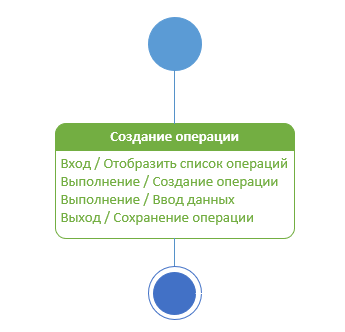 Создание операции
Вход / Отобразить список операций
Выполнение / Создание операции
Выполнение / Ввод данных
Выход / Сохранение операции